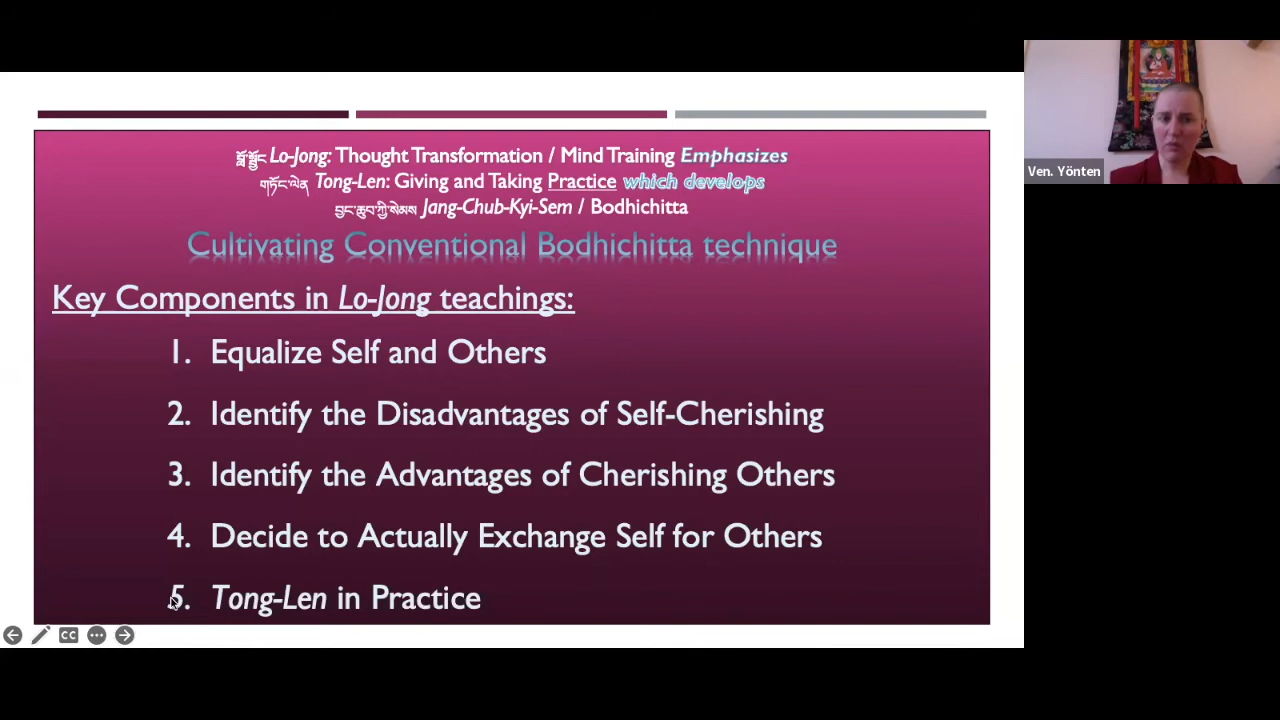 བློ་སྦྱོང Lo-Jong: Thought Transformation / Mind Training Emphasizes
གཏོང་ལེན Tong-Len: Giving and Taking Practice which develops
བྱང་ཆུབ་ཀྱི་སེམས Jang-Chub-Kyi-Sem / Bodhichitta
Cultivating Conventional Bodhichitta technique
Key Components in Lo-Jong teachings:
1. Equalize Self and Others
2. Identify the Disadvantages of Self-Cherishing
3. Identify the Advantages of Cherishing Others
4. Decide to Actually Exchange Self for Others
5. Tong-Len in Practice
CC
Ven. Yönten